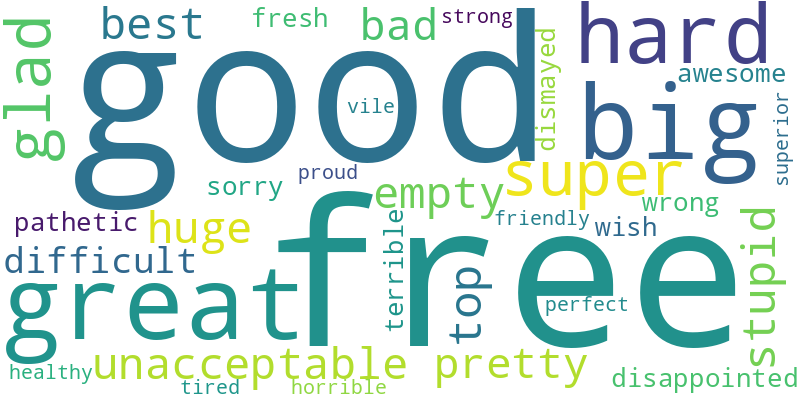 best
fresh
bad
strong
hard
glad
good
vile
dismayed
big
awesome
superior
sorry
proud
empty
super
wrong
pathetic
huge
friendly
wish
difficult
free
terrible
top
stupid
great
perfect
healthy
unacceptable
pretty
disappointed
tired
horrible